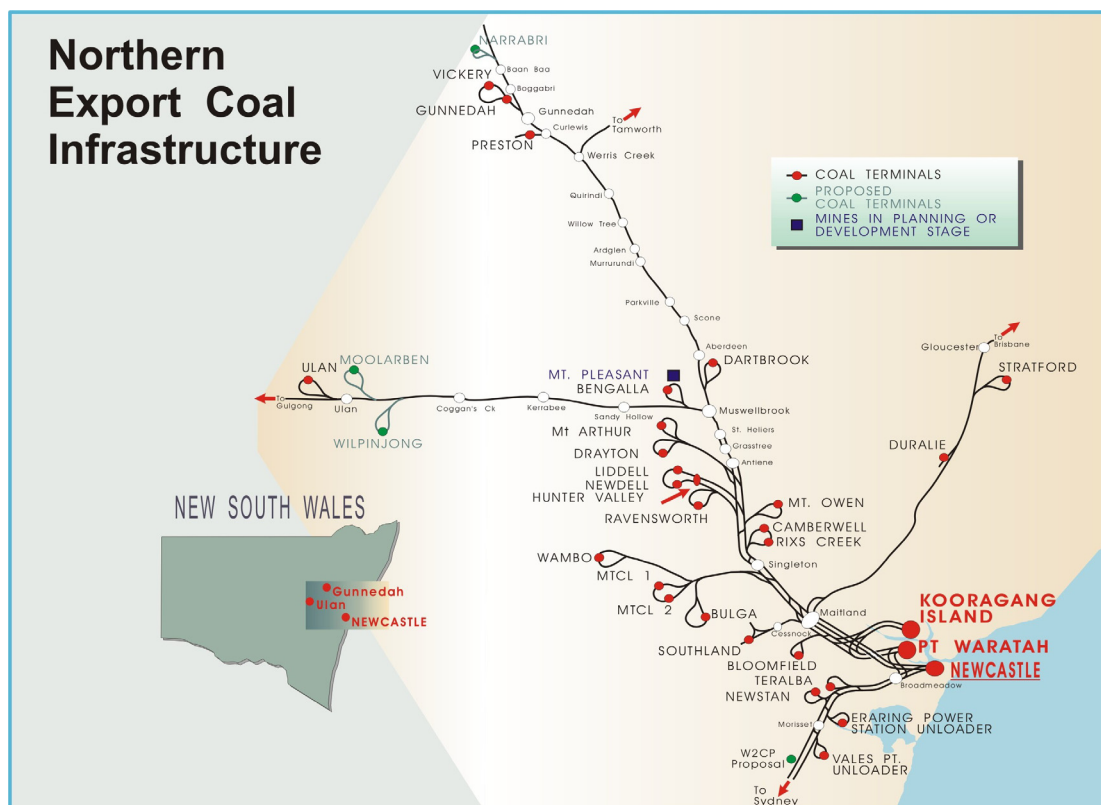 Northern
Export Coal
Infrastructure
NARRABRI
Baan Baa
VICKERY
Boggabri
GUNNEDAH
Gunnedah
Curlewis
PRESTON
To
Tamworth
Werris Creek
COAL TERMINALS
PROPOSED
COAL TERMINALS
MINES IN PLANNING OR
DEVELOPMENT STAGE
Quirindi
Willow Tree
Ardglen
Murrurundi
Parkville
Scone
Aberdeen
DARTBROOK
To
Brisbane
Gloucester
STRATFORD
ULAN
MOOLARBEN
MT. PLEASANT
BENGALLA
To
Gulgong
Ulan
Coggan's Ck
Kerrabee
Sandy Hollow
Muswellbrook
WILPINJONG
Mt ARTHUR
St. Heliers
Grasstree
DRAYTON
Antiene
DURALIE
LIDDELL
NEWDELL
HUNTER VALLEY
RAVENSWORTH
MT. OWEN
CAMBERWELL
RIXS CREEK
NEW SOUTH WALES
Gunnedah
Ulan
NEWCASTLE
WAMBO
Singleton
MTCL 1
MTCL 2
BULGA
Maitland
KOORAGANG
ISLAND
Cessnock
SOUTHLAND
PT WARATAH
BLOOMFIELD
NEWCASTLE
TERALBA
Broadmeadow
NEWSTAN
Morisset
ERARING POWER
STATION UNLOADER
W2CP
Proposal
VALES PT.
UNLOADER
To
Sydney